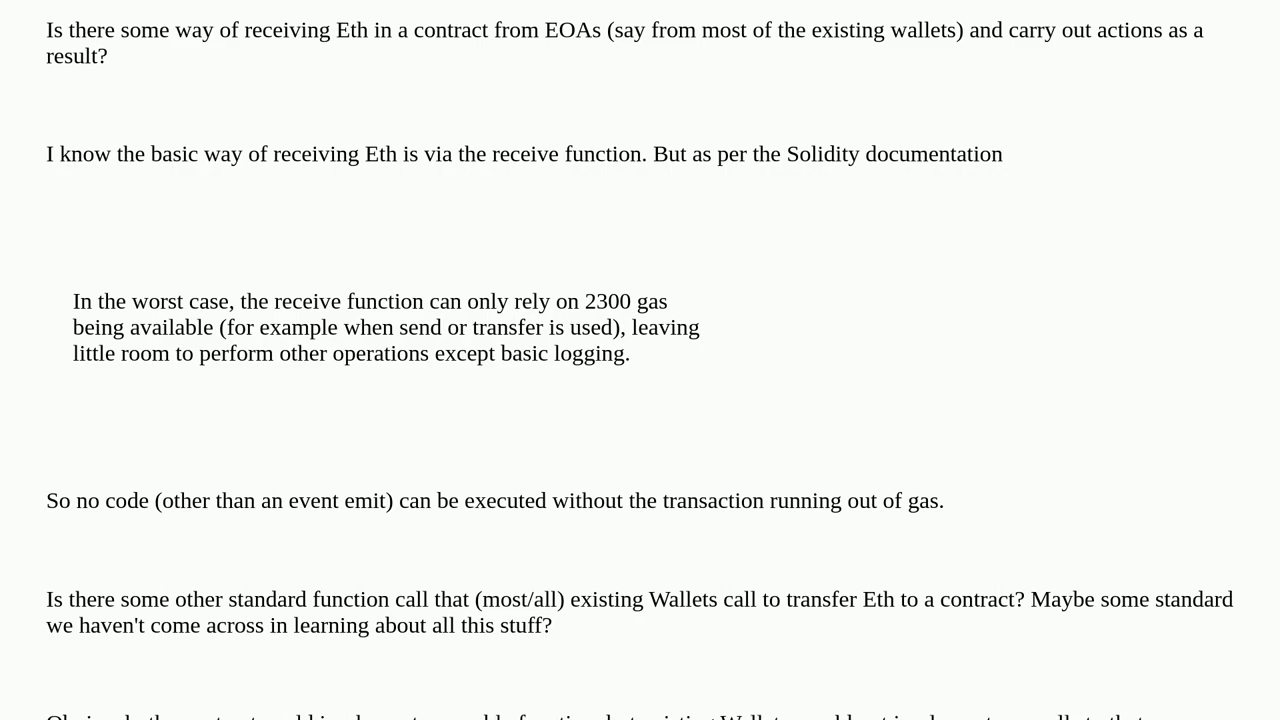 Is there some way of receiving Eth in a contract from EOAs (say from most of the existing wallets) and carry out actions as a
result?
I know the basic way of receiving Eth is via the receive function. But as per the Solidity documentation
In the worst case, the receive function can only rely on 2300 gas
being available (for example when send or transfer is used), leaving
little room to perform other operations except basic logging.
So no code (other than an event emit) can be executed without the transaction running out of gas.
Is there some other standard function call that (most/all) existing Wallets call to transfer Eth to a contract? Maybe some standard
we haven't come across in learning about all this stuff?